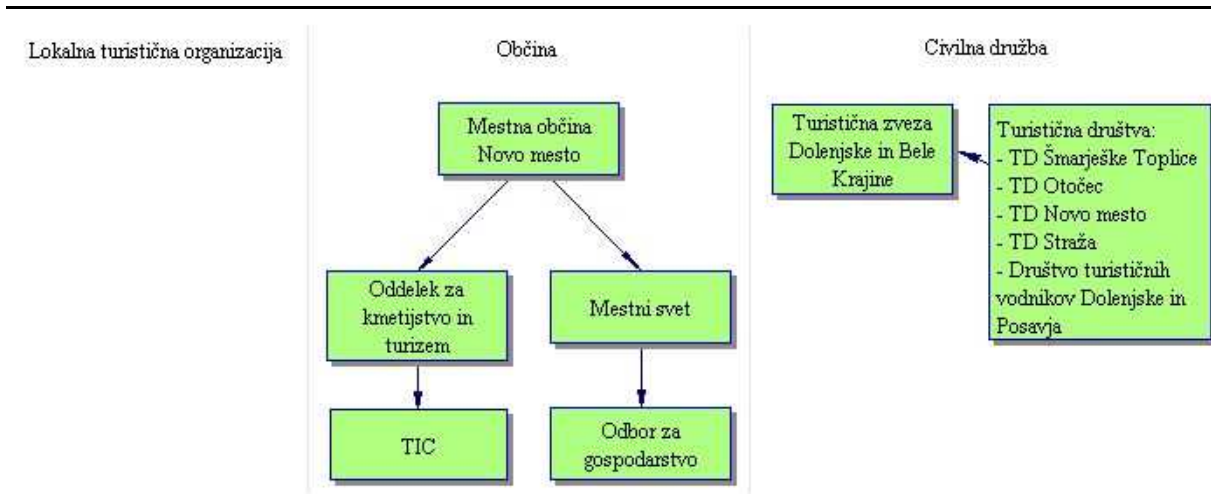 Lokalna turistična organizacija
Občina
Civilna družba
Mestna občina
Novo mesto
Oddelek za
kmetijstvo in
turizem
Mestni svet
TIC
Odbor za
gospodarstvo
Turistična zveza
Dolenjske in Bele
Krajine
Turistična društva:
- TD Šmarješke Toplice
- TD Otočec
- TD Novo mesto
- TD Straža
- Društvo turističnih
vodnikov Dolenjske in
Posavja